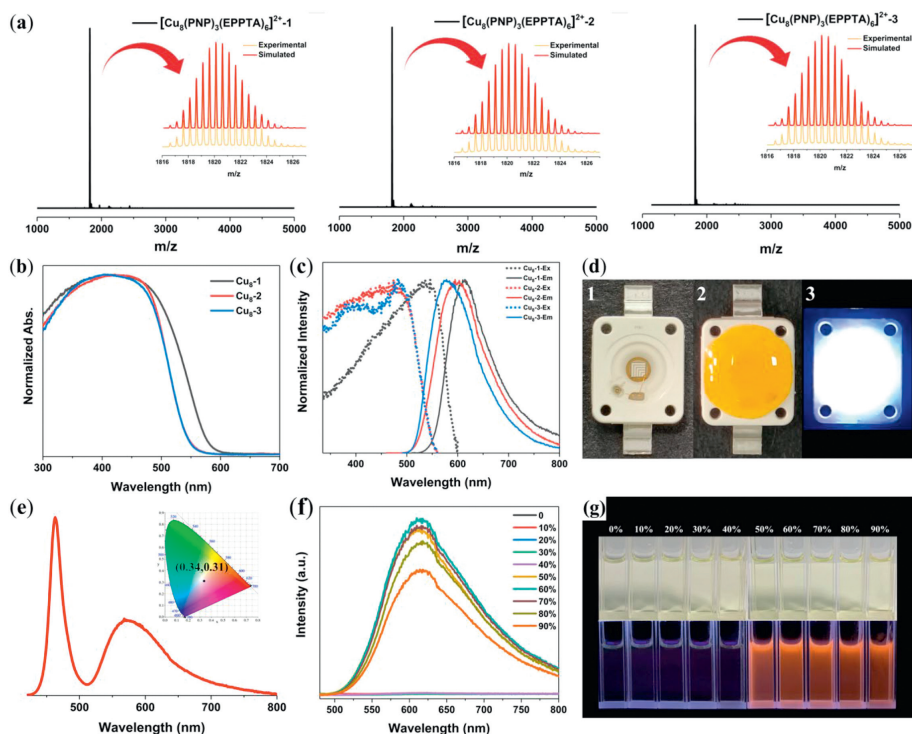 (a)
[Cu₈(PNP)₃(EPPTA)₆]²⁺-1
Experimental
Simulated
1816 1818 1820 1822 1824 1826
m/z
1000 2000 3000 4000 5000
m/z
[Cu₈(PNP)₃(EPPTA)₆]²⁺-2
Experimental
Simulated
1816 1818 1820 1822 1824 1826
m/z
1000 2000 3000 4000 5000
m/z
[Cu₈(PNP)₃(EPPTA)₆]²⁺-3
Experimental
Simulated
1816 1818 1820 1822 1824 1826
m/z
1000 2000 3000 4000 5000
m/z
(b)
Normalized Abs.
Cu₈-1
Cu₈-2
Cu₈-3
300 400 500 600 700
Wavelength (nm)
(c)
Normalized Intensity
Cu₈-1-Ex
Cu₈-1-Em
Cu₈-2-Ex
Cu₈-2-Em
Cu₈-3-Ex
Cu₈-3-Em
400 500 600 700 800
Wavelength (nm)
(d)
1 2 3
(e)
(0.34,0.31)
500 600 700 800
Wavelength (nm)
(f)
Intensity (a.u.)
0
10%
20%
30%
40%
50%
60%
70%
80%
90%
500 550 600 650 700 750 800
Wavelength (nm)
(g)
0% 10% 20% 30% 40% 50% 60% 70% 80% 90%